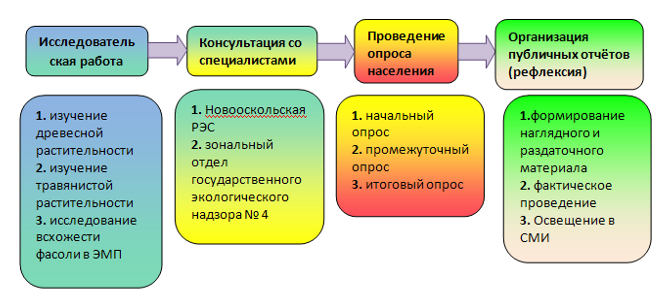 Исследователь
ская работа
Консультация со
специалистами
Проведение
опроса
населения
Организация
публичных отчётов
(рефлексия)
1. изучение
древесной
растительности
2. изучение
травянистой
растительности
3. исследование
всхожести
фасоли в ЭМП
1. Новооскольская
РЭС
2. зональный
отдел
государственного
экологического
надзора № 4
1. начальный
опрос
2. промежуточный
опрос
3. итоговый опрос
1.формирование
наглядного и
раздаточного
материала
2. фактическое
проведение
3. Освещение в
СМИ